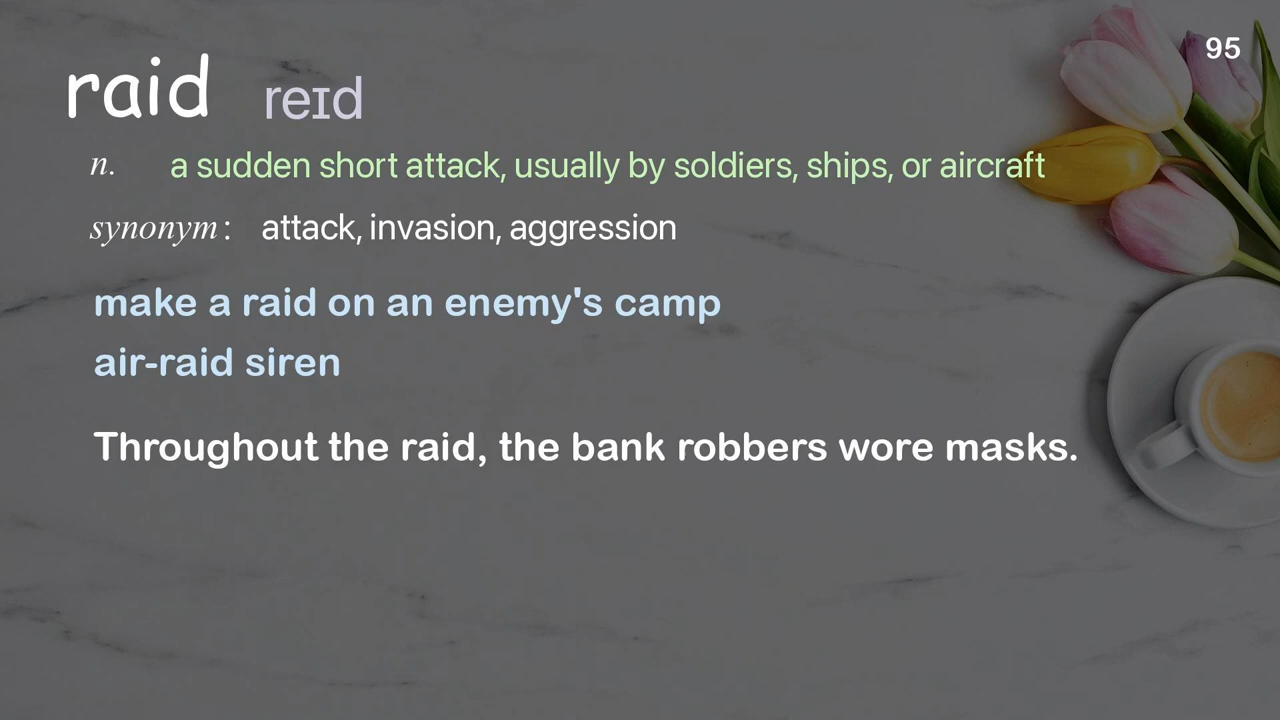 95
raid reɪd
n. a sudden short attack, usually by soldiers, ships, or aircraft
synonym: attack, invasion, aggression
make a raid on an enemy's camp
air-raid siren
Throughout the raid, the bank robbers wore masks.